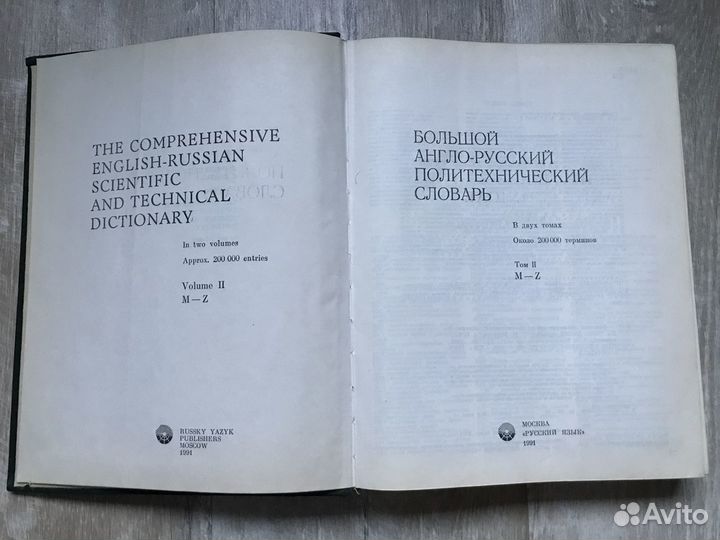 THE COMPREHENSIVE
ENGLISH-RUSSIAN
SCIENTIFIC
AND TECHNICAL
DICTIONARY
In two volumes
Approx. 200 000 entries
Volume II
M—Z
RUSSKY YAZYK
PUBLISHERS
MOSCOW
1991
БОЛЬШОЙ
АНГЛО-РУССКИЙ
ПОЛИТЕХНИЧЕСКИЙ
СЛОВАРЬ
В двух томах
Около 200 000 терминов
Том II
M—Z
МОСКВА
«РУССКИЙ ЯЗЫК»
1991
Avito